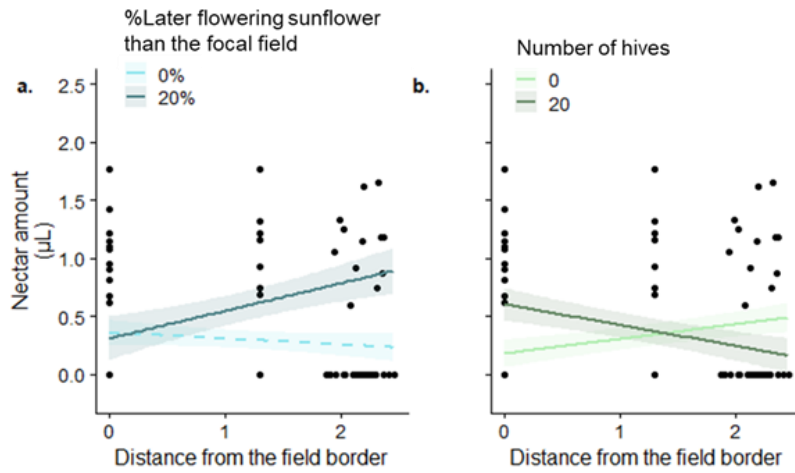 %Later flowering sunflower
than the focal field
0%
20%
a.
2.5
2.0
1.5
1.0
0.5
0.0
Nectar amount
(µL)
0
1
2
Distance from the field border
Number of hives
0
20
b.
0
1
2
Distance from the field border